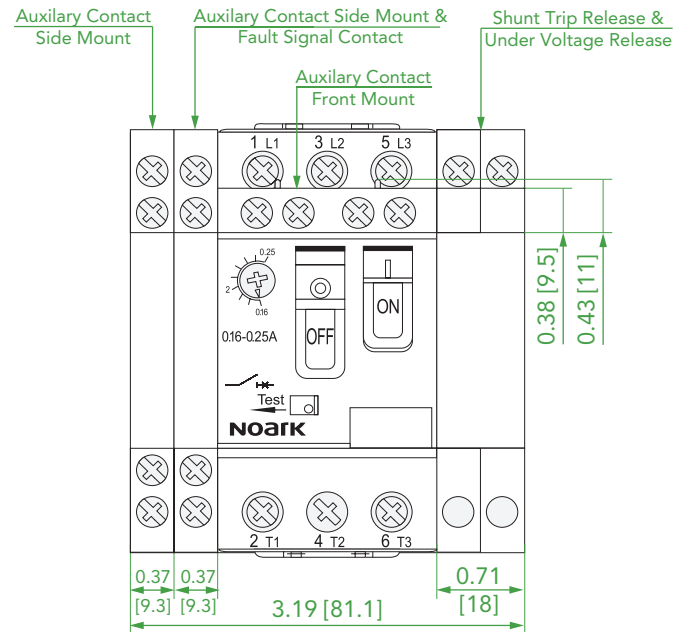 Auxilary Contact
Side Mount
Auxilary Contact Side Mount &
Fault Signal Contact
Shunt Trip Release &
Under Voltage Release
Auxilary Contact
Front Mount
1 L1 3 L2 5 L3
0.25
2
0.16
0.16-0.25A
OFF
ON
Test
NOARK
0.38 [9.5]
0.43 [11]
2 T1 4 T2 6 T3
0.37
[9.3]
0.37
[9.3]
3.19 [81.1]
0.71
[18]